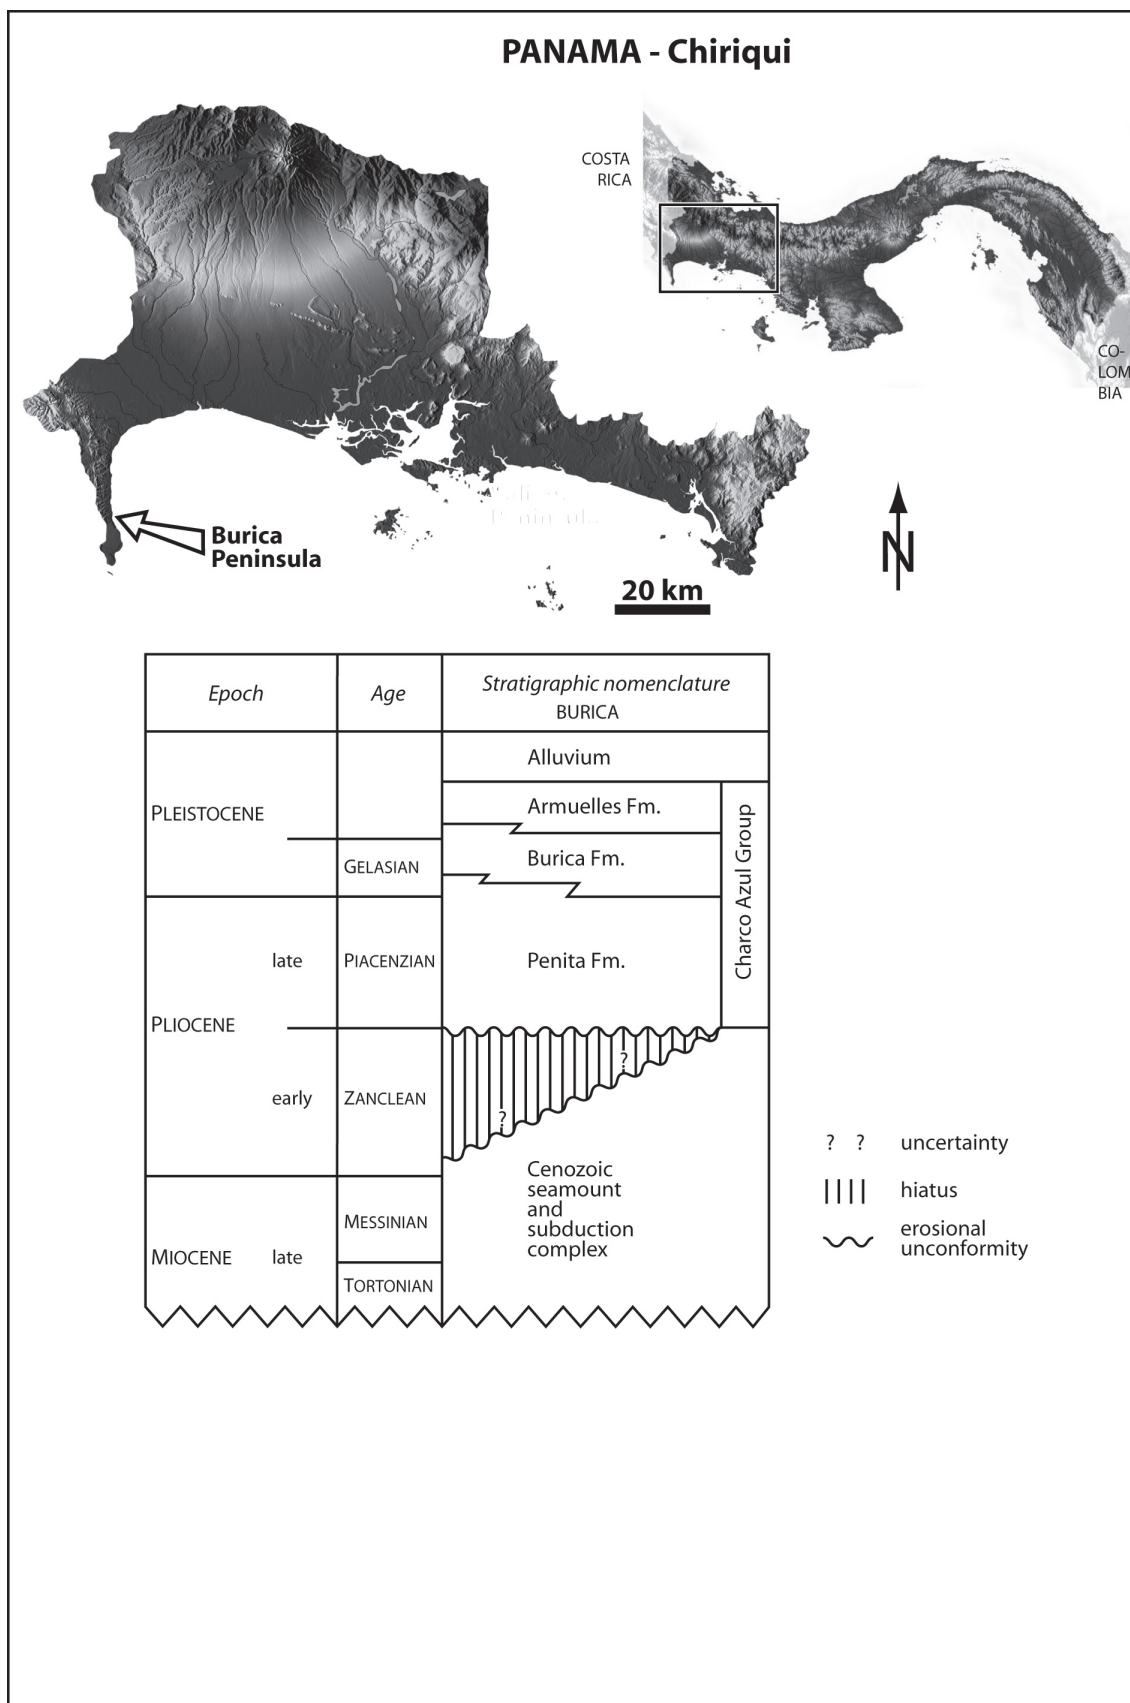 PANAMA - Chiriqui
COSTA
RICA
CO-
LOM
BIA
Burica
Peninsula
N
20 km
Epoch
Age
Stratigraphic nomenclature
BURICA
Alluvium
PLEISTOCENE
Armuelles Fm.
GELASIAN
Burica Fm.
Charco Azul Group
late
PIACENZIAN
Penita Fm.
PLIOCENE
?
early
ZANCLEAN
?
Cenozoic
seamount
and
subduction
complex
MESSINIAN
MIOCENE late
TORTONIAN
? ? uncertainty
hiatus
erosional
unconformity